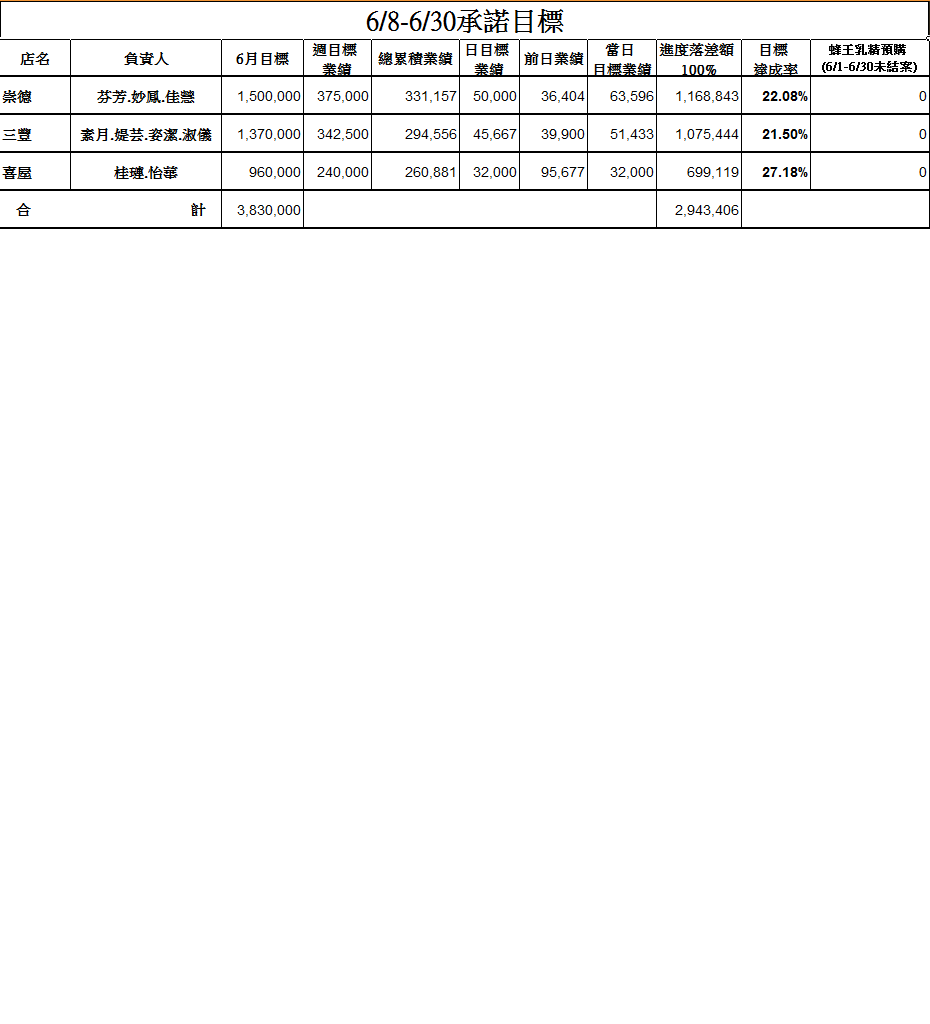 6/8-6/30承諾目標
店名 負責人 6月目標 週目標業績 總累積業績 日目標業績 前日業績 當日目標業績 進度落差額100% 目標達成率 蜂王乳精預購(6/1-6/30未結案)
崇德 芬芳.妙鳳.佳慧 1,500,000 375,000 331,157 50,000 36,404 63,596 1,168,843 22.08% 0
三豐 素月.媞芸.姿潔.淑儀 1,370,000 342,500 294,556 45,667 39,900 51,433 1,075,444 21.50% 0
喜屋 桂璉.怡華 960,000 240,000 260,881 32,000 95,677 32,000 699,119 27.18% 0
合 計 3,830,000 2,943,406